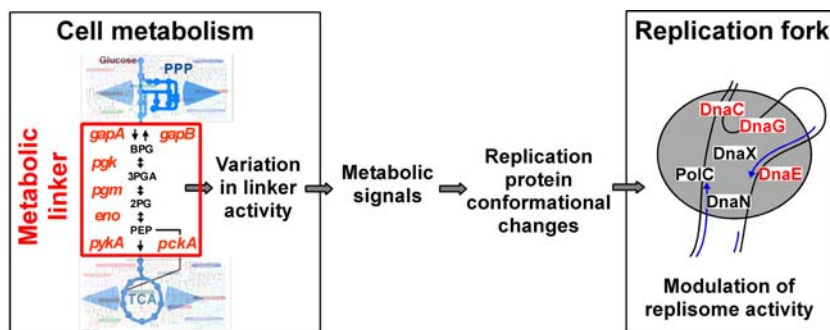 Cell metabolism
Glucose
PPP
Metabolic
linker
gapA
gapB
BPG
pgk
3PGA
pgm
2PG
eno
PEP
pykA
pckA
TCA
Variation
in linker
activity
Metabolic
signals
Replication
protein
conformational
changes
Replication fork
DnaC
DnaG
DnaX
PolC
DnaE
DnaN
Modulation of
replisome activity